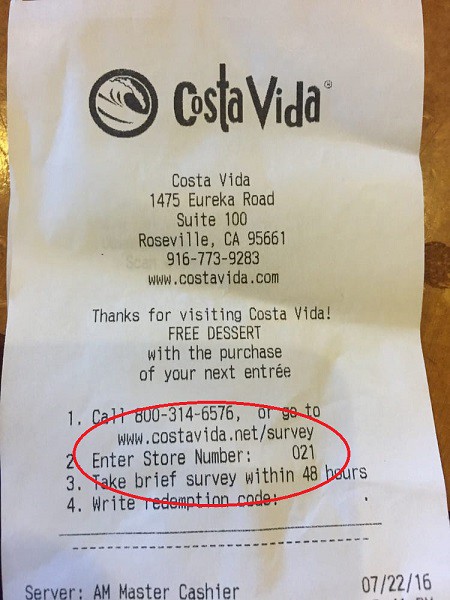 Costa Vida®
Costa Vida
1475 Eureka Road
Suite 100
Roseville, CA 95661
916-773-9283
www.costavida.com
Thanks for visiting Costa Vida!
FREE DESSERT
with the purchase
of your next entrée
1. Call 800-314-6576, or go to
www.costavida.net/survey
2. Enter Store Number: 021
3. Take brief survey within 48 hours
4. Write redemption code: .
Server: AM Master Cashier
07/22/16